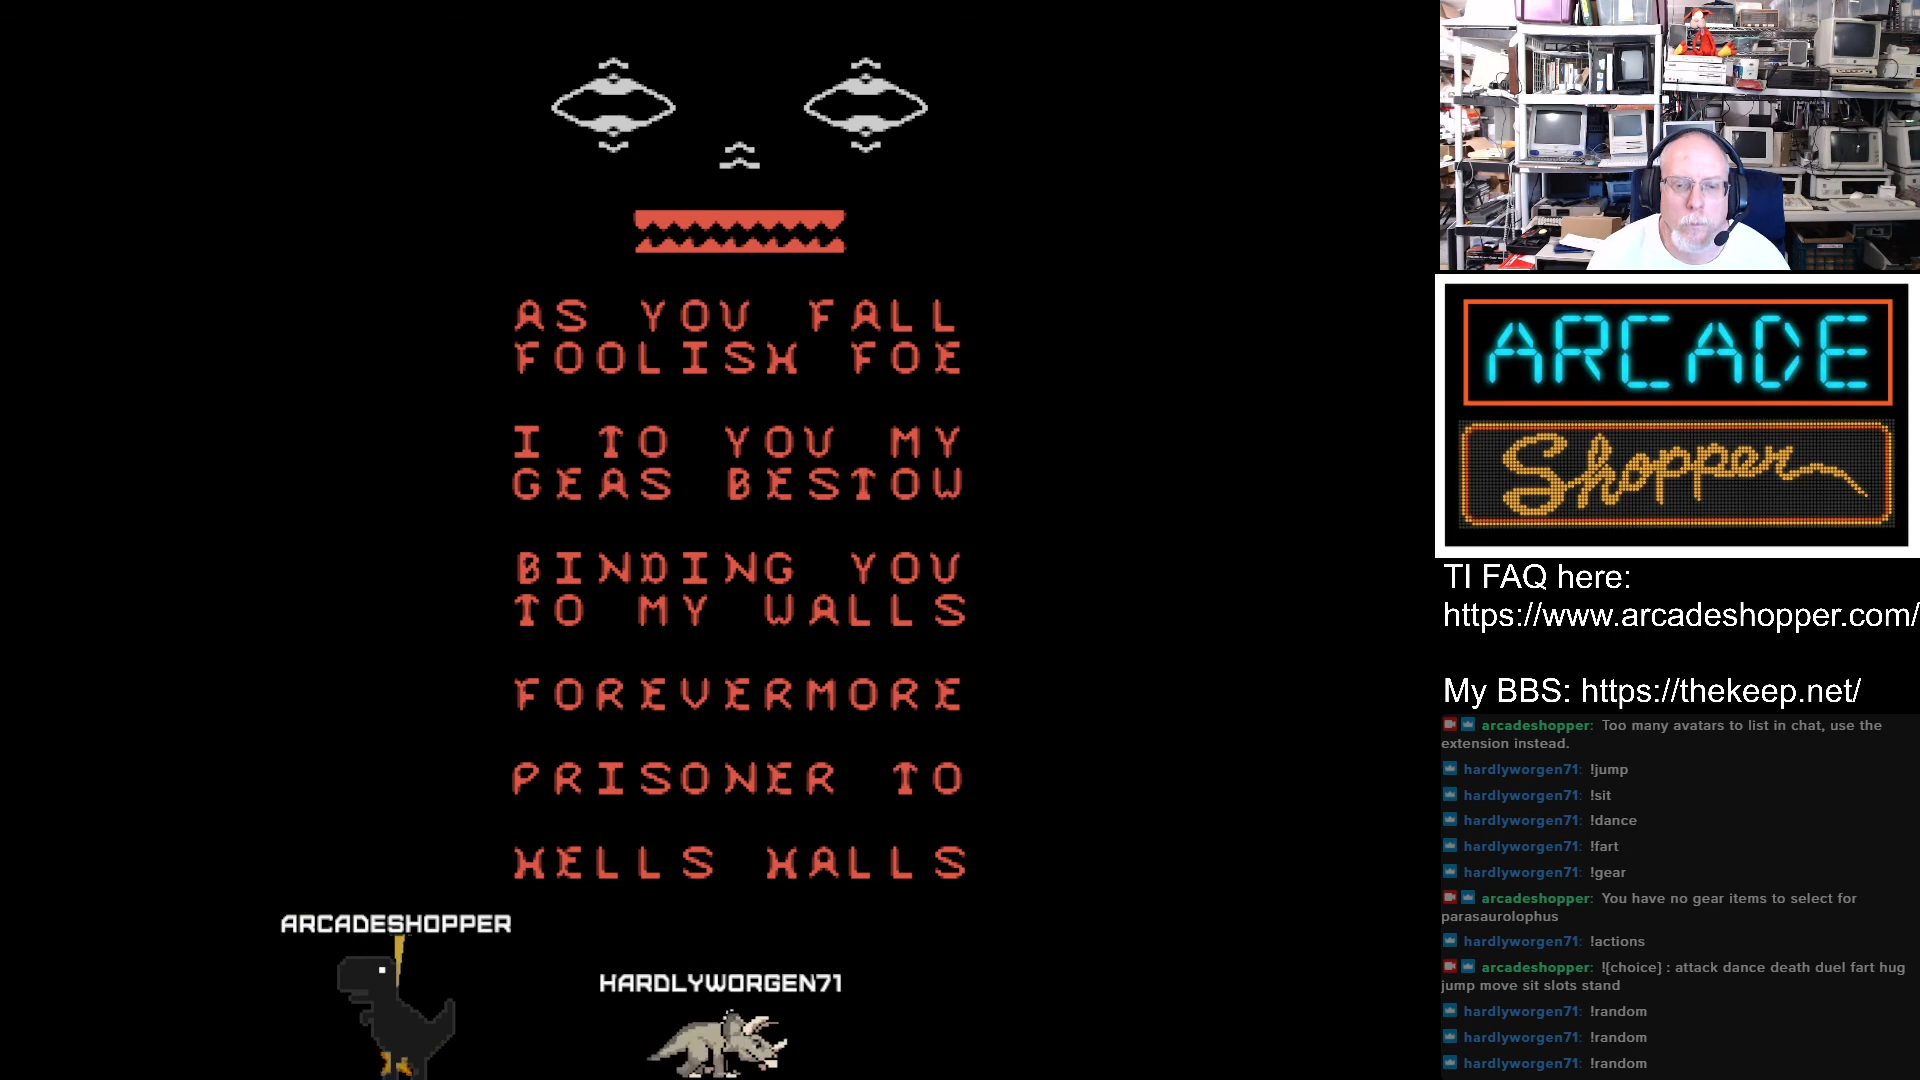 AS YOU FALL
FOOLISH FOE
I TO YOU MY
GEAS BESTOW
BINDING YOU
TO MY WALLS
FOREVERMORE
PRISONER TO
HELLS HALLS
ARCADESHOPPER
HARDLYWORGEN71
ARCADE
Shopper
TI FAQ here:
https://www.arcadeshopper.com/
My BBS: https://thekeep.net/
arcadeshopper: Too many avatars to list in chat, use the
extension instead.
hardlyworgen71: !jump
hardlyworgen71: !sit
hardlyworgen71: !dance
hardlyworgen71: !fart
hardlyworgen71: !gear
arcadeshopper: You have no gear items to select for
parasaurolophus
hardlyworgen71: !actions
arcadeshopper: ![choice] : attack dance death duel fart hug
jump move sit slots stand
hardlyworgen71: !random
hardlyworgen71: !random
hardlyworgen71: !random